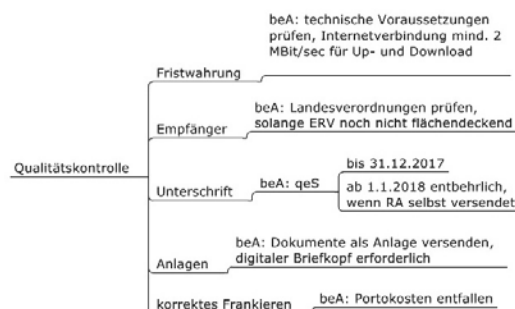 beA: technische Voraussetzungen
prüfen, Internetverbindung mind. 2
MBit/sec für Up- und Download
Fristwahrung
beA: Landesverordnungen prüfen,
solange ERV noch nicht flächendeckend
Empfänger
Qualitätskontrolle
bis 31.12.2017
Unterschrift
beA: qeS
ab 1.1.2018 entbehrlich,
wenn RA selbst versendet
beA: Dokumente als Anlage versenden,
digitaler Briefkopf erforderlich
Anlagen
korrektes Frankieren
beA: Portokosten entfallen